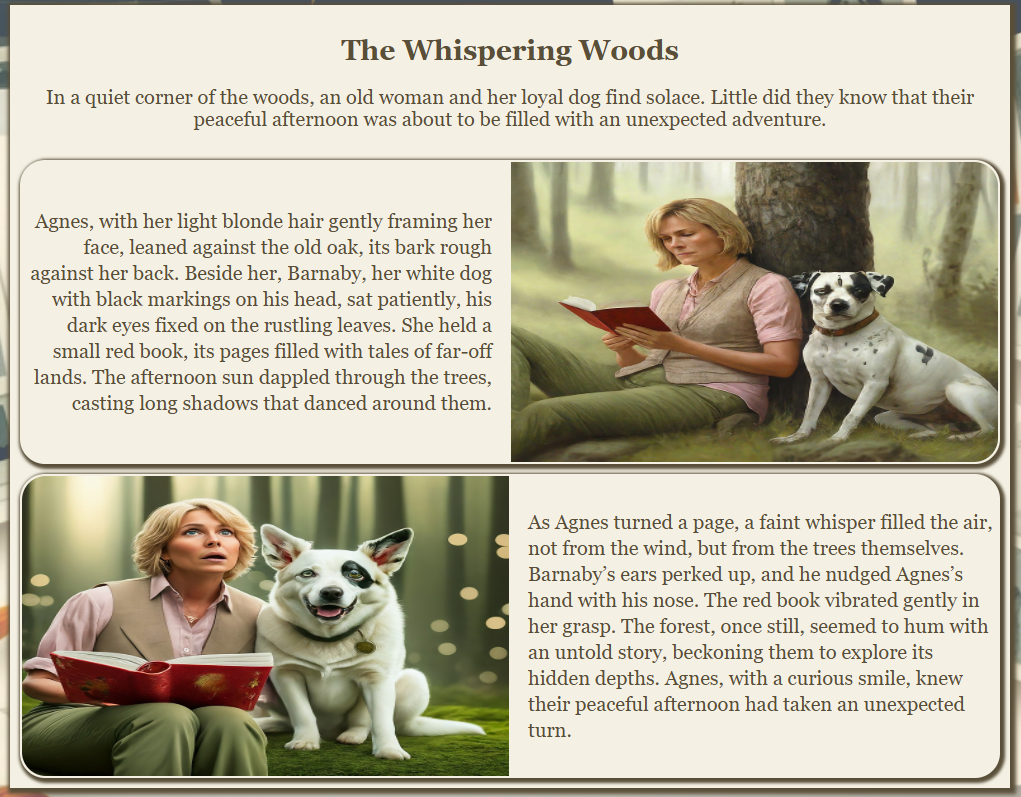 The Whispering Woods
In a quiet corner of the woods, an old woman and her loyal dog find solace. Little did they know that their
peaceful afternoon was about to be filled with an unexpected adventure.
Agnes, with her light blonde hair gently framing her
face, leaned against the old oak, its bark rough
against her back. Beside her, Barnaby, her white dog
with black markings on his head, sat patiently, his
dark eyes fixed on the rustling leaves. She held a
small red book, its pages filled with tales of far-off
lands. The afternoon sun dappled through the trees,
casting long shadows that danced around them.
As Agnes turned a page, a faint whisper filled the air,
not from the wind, but from the trees themselves.
Barnaby’s ears perked up, and he nudged Agnes’s
hand with his nose. The red book vibrated gently in
her grasp. The forest, once still, seemed to hum with
an untold story, beckoning them to explore its
hidden depths. Agnes, with a curious smile, knew
their peaceful afternoon had taken an unexpected
turn.